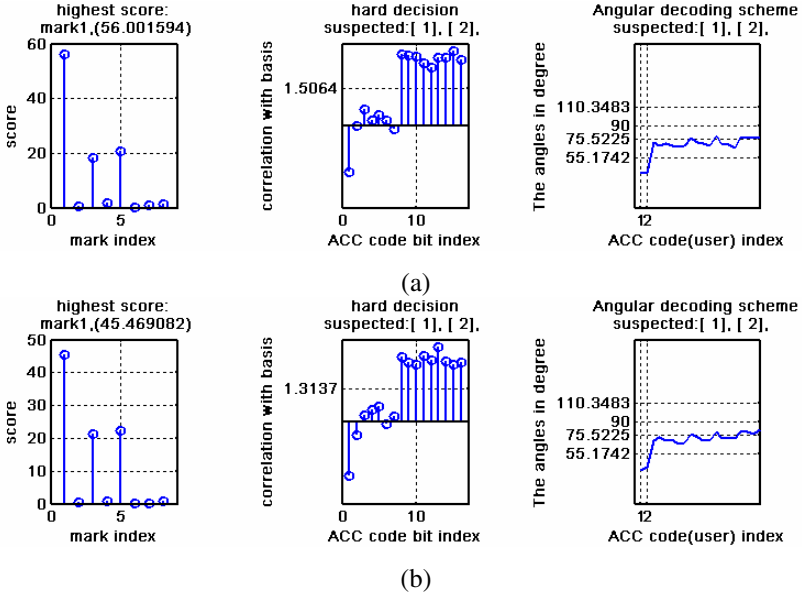 highest score:
mark1,(56.001594)
score
60
40
20
0
0
5
mark index
hard decision
suspected:[ 1], [ 2],
correlation with basis
1.5064
0
10
ACC code bit index
Angular decoding scheme
suspected:[ 1], [ 2],
The angles in degree
110.3483
90
75.5225
55.1742
12
ACC code(user) index
(a)
highest score:
mark1,(45.469082)
score
50
40
30
20
10
0
0
5
mark index
hard decision
suspected:[ 1], [ 2],
correlation with basis
1.3137
0
10
ACC code bit index
Angular decoding scheme
suspected:[ 1], [ 2],
The angles in degree
110.3483
90
75.5225
55.1742
12
ACC code(user) index
(b)